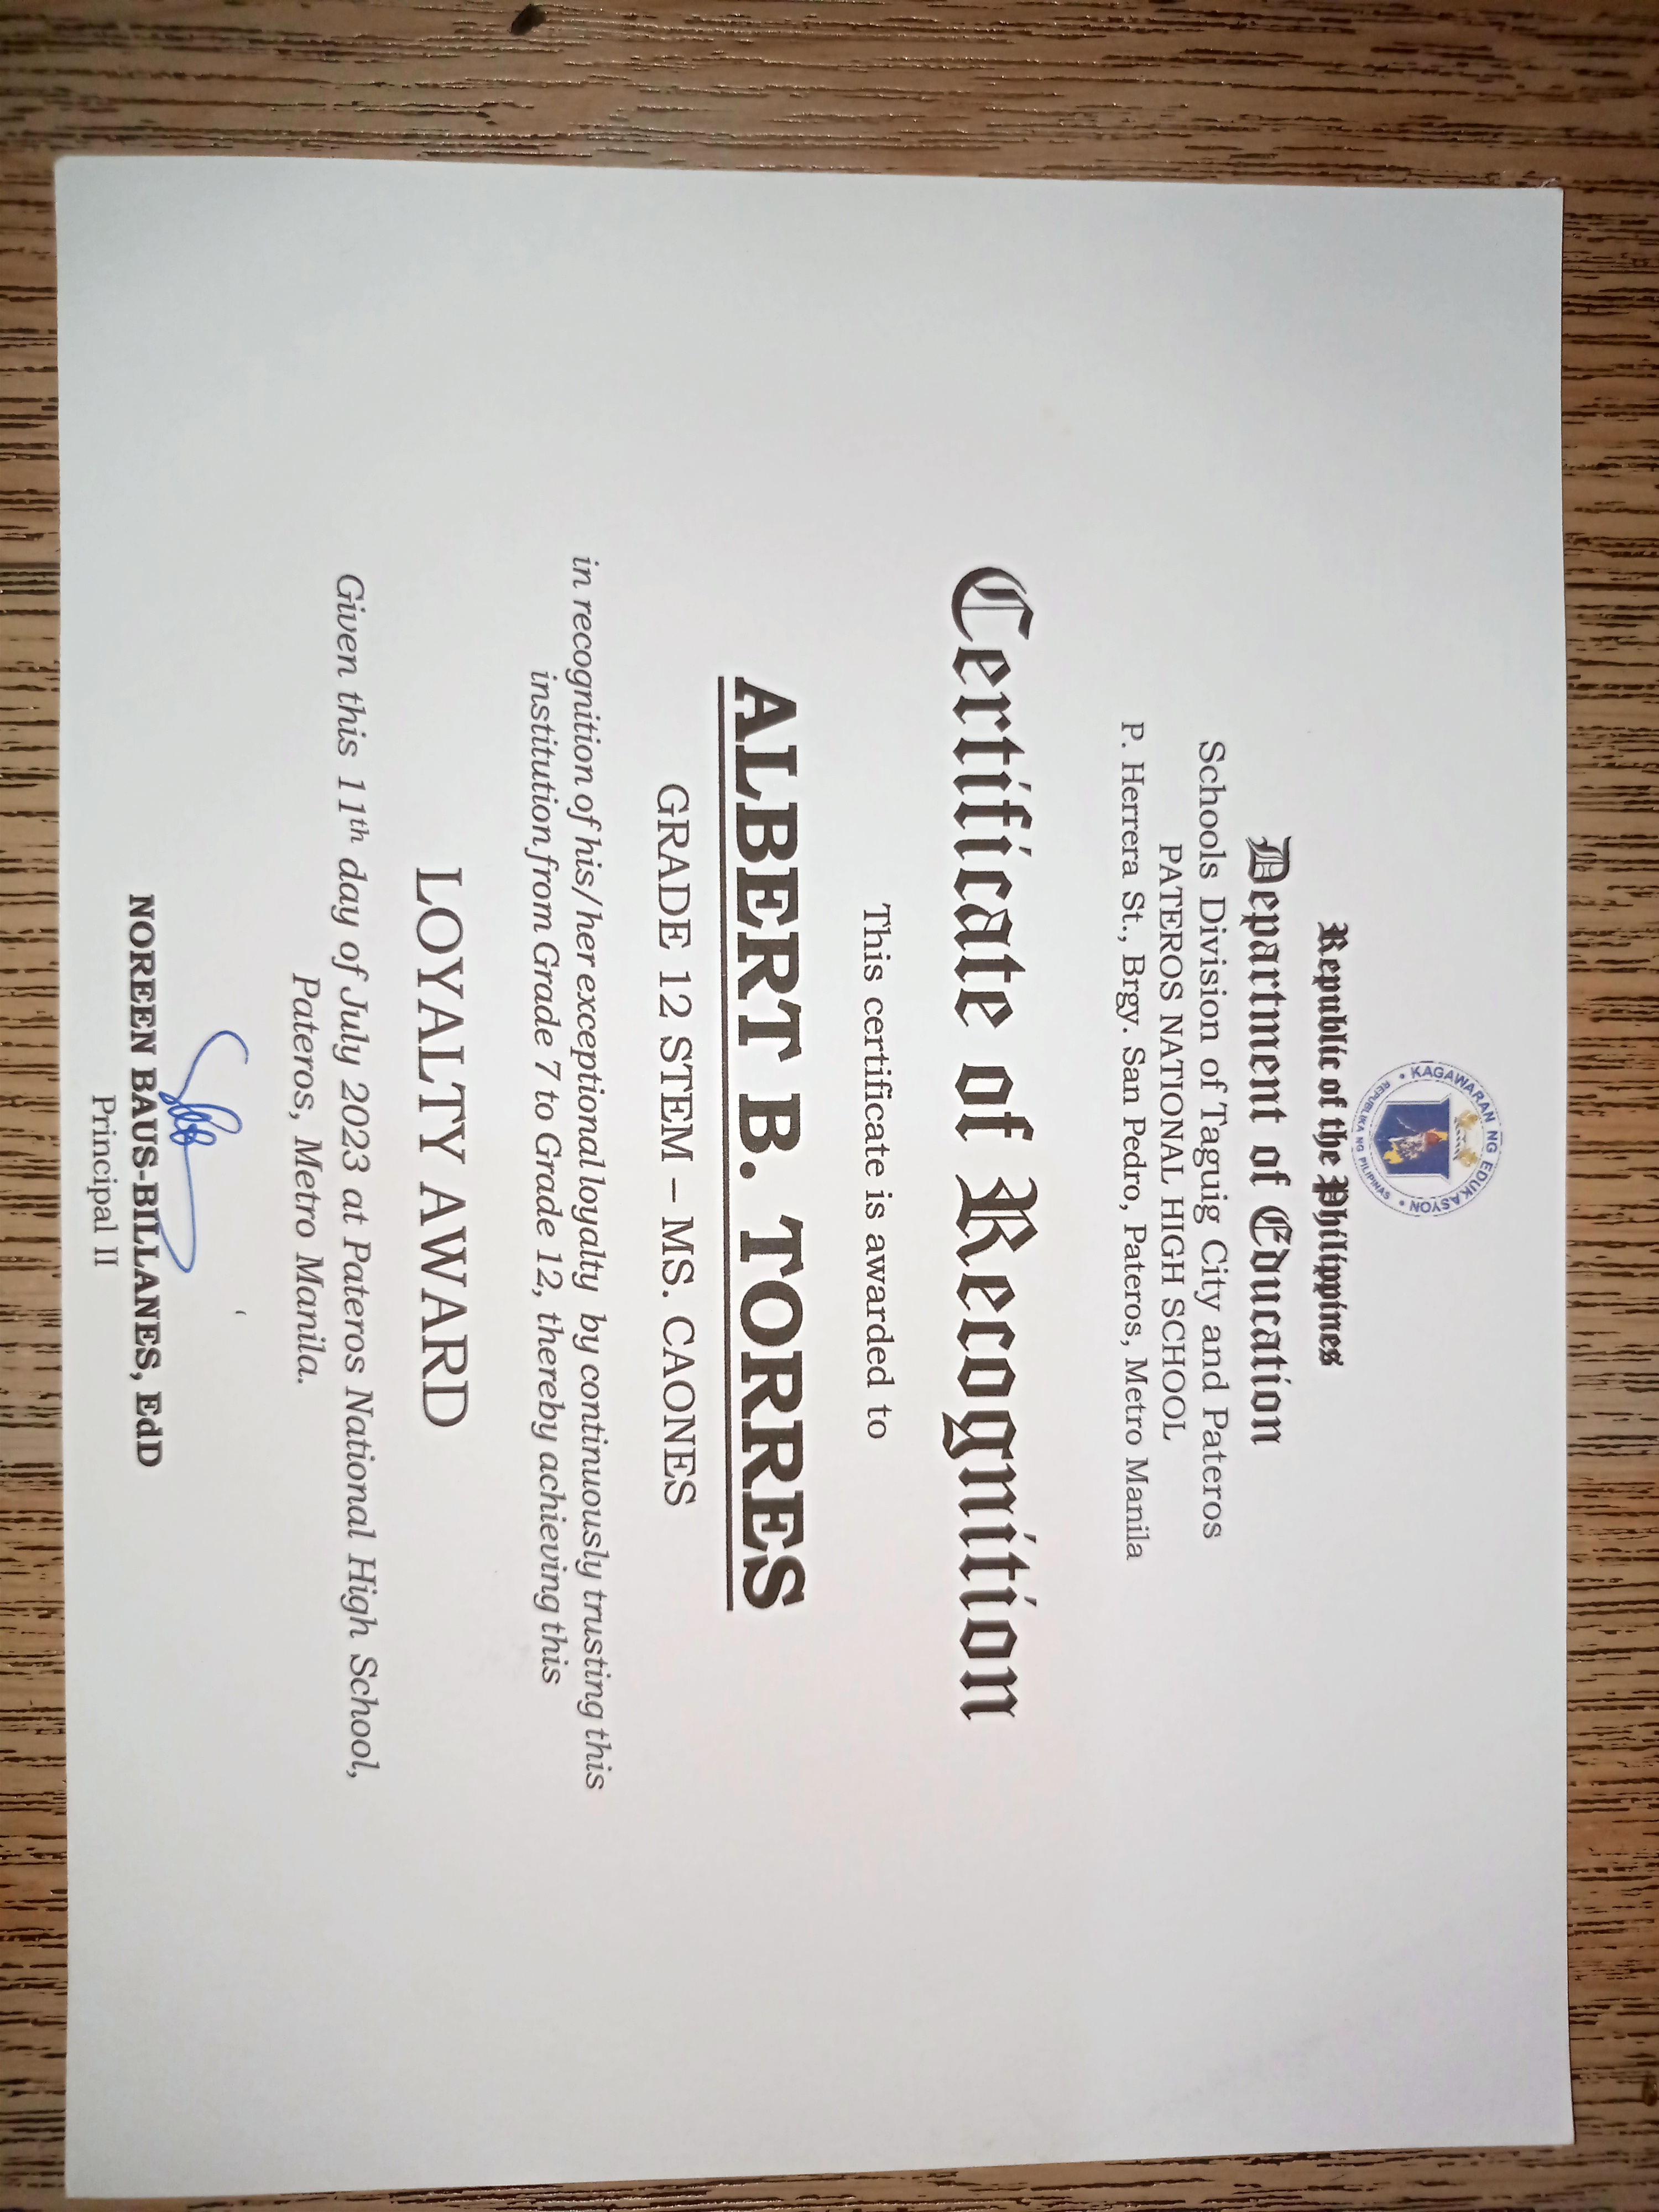 KAGAWARAN NG EDUKASYON
REPUBLIKA NG PILIPINAS
Republic of the Philippines
Department of Education
Schools Division of Taguig City and Pateros
PATEROS NATIONAL HIGH SCHOOL
P. Herrera St., Brgy. San Pedro, Pateros, Metro Manila
Certificate of Recognition
This certificate is awarded to
ALBERT B. TORRES
GRADE 12 STEM – MS. CAONES
in recognition of his/her exceptional loyalty by continuously trusting this
institution from Grade 7 to Grade 12, thereby achieving this
LOYALTY AWARD
Given this 11th day of July 2023 at Pateros National High School,
Pateros, Metro Manila.
NOREEN BAUS-BILLANES, EdD
Principal II